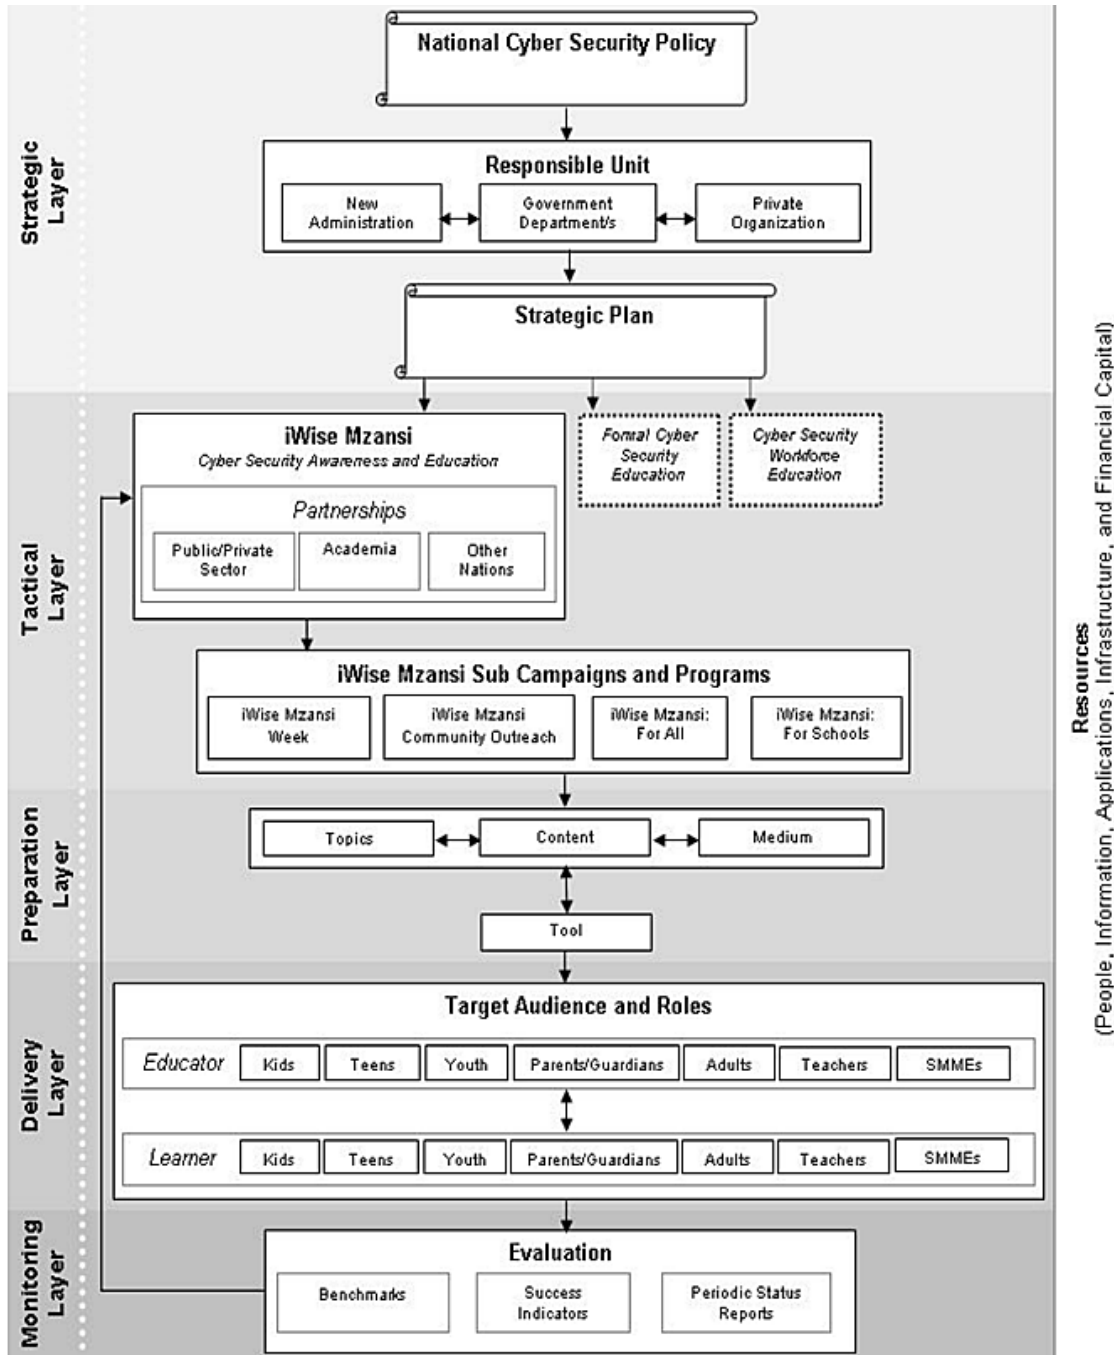 National Cyber Security Policy
Strategic
Layer
Responsible Unit
New
Administration
Government
Department/s
Private
Organization
Strategic Plan
Tactical
Layer
iWise Mzansi
Cyber Security Awareness and Education
Partnerships
Public/Private
Sector
Academia
Other
Nations
Formal Cyber
Security
Education
Cyber Security
Workforce
Education
iWise Mzansi Sub Campaigns and Programs
iWise Mzansi
Week
iWise Mzansi
Community Outreach
iWise Mzansi:
For All
iWise Mzansi:
For Schools
Preparation
Layer
Topics
Content
Medium
Tool
Delivery
Layer
Target Audience and Roles
Educator
Kids
Teens
Youth
Parents/Guardians
Adults
Teachers
SMMEs
Learner
Kids
Teens
Youth
Parents/Guardians
Adults
Teachers
SMMEs
Monitoring
Layer
Evaluation
Benchmarks
Success
Indicators
Periodic Status
Reports
Resources
(People, Information, Applications, Infrastructure, and Financial Capital)